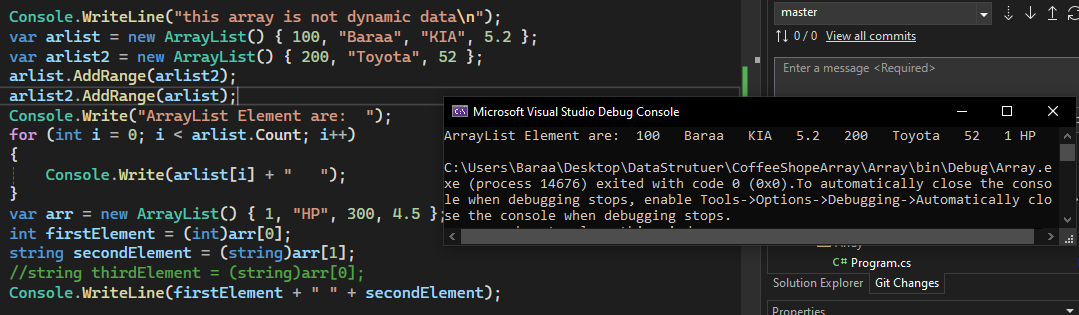 Console.WriteLine("this array is not dynamic data\n");
var arlist = new ArrayList() { 100, "Baraa", "KIA", 5.2 };
var arlist2 = new ArrayList() { 200, "Toyota", 52 };
arlist.AddRange(arlist2);
arlist2.AddRange(arlist);
Console.Write("ArrayList Element are:  ");
for (int i = 0; i < arlist.Count; i++)
{
    Console.Write(arlist[i] + "   ");
}
var arr = new ArrayList() { 1, "HP", 300, 4.5 };
int firstElement = (int)arr[0];
string secondElement = (string)arr[1];
//string thirdElement = (string)arr[0];
Console.WriteLine(firstElement + " " + secondElement);
master
0 / 0 View all commits
Enter a message <Required>
Microsoft Visual Studio Debug Console
ArrayList Element are:  100   Baraa   KIA   5.2   200   Toyota   52   1 HP
C:\Users\Baraa\Desktop\DataStrutuer\CoffeeShopeArray\Array\bin\Debug\Array.e
xe (process 14676) exited with code 0 (0x0).To automatically close the conso
le when debugging stops, enable Tools->Options->Debugging->Automatically clo
se the console when debugging stops.
C# Program.cs
Solution Explorer Git Changes
Properties